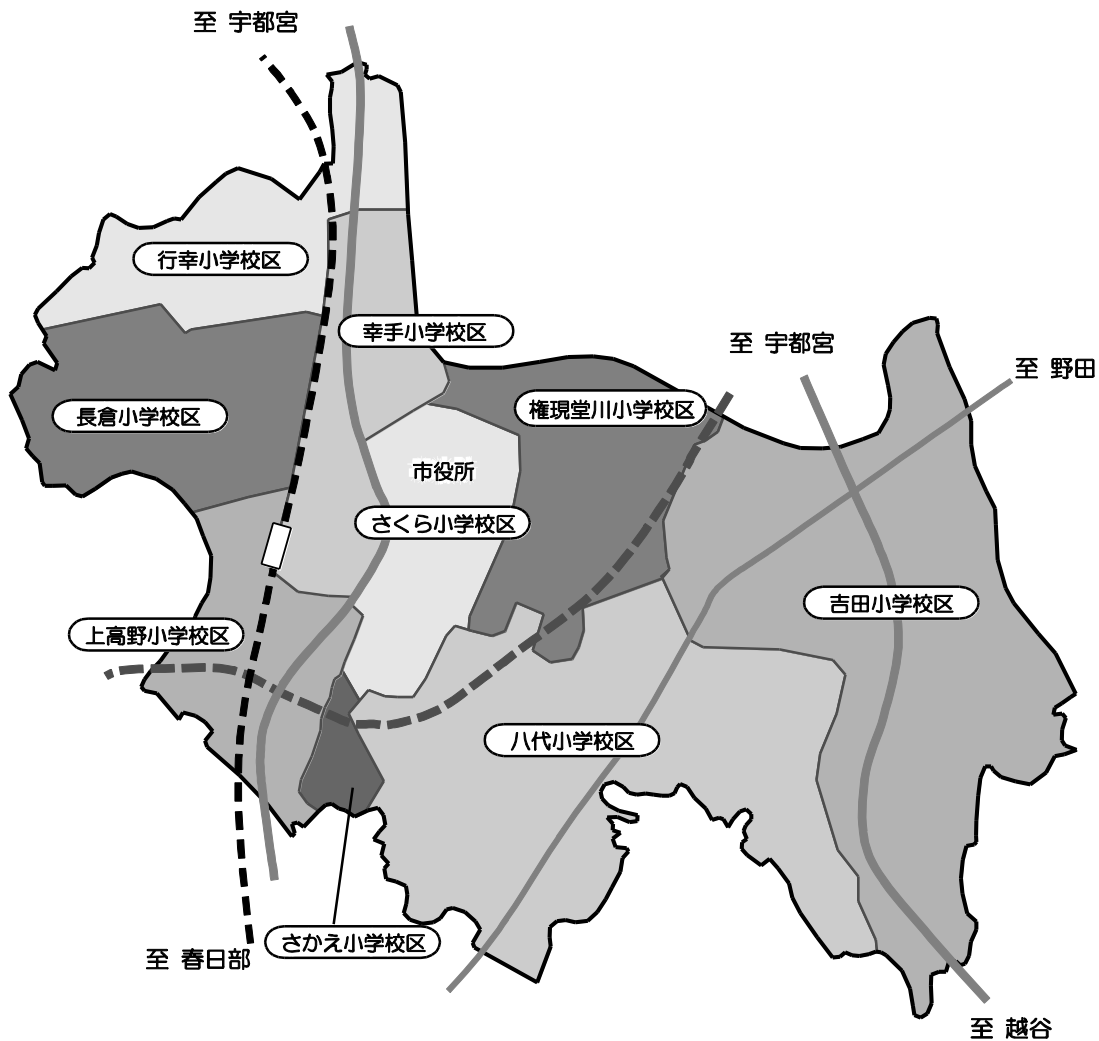 至 宇都宮
行幸小学校区
幸手小学校区
至 宇都宮
至 野田
長倉小学校区
権現堂川小学校区
市役所
さくら小学校区
吉田小学校区
上高野小学校区
八代小学校区
さかえ小学校区
至 春日部
至 越谷